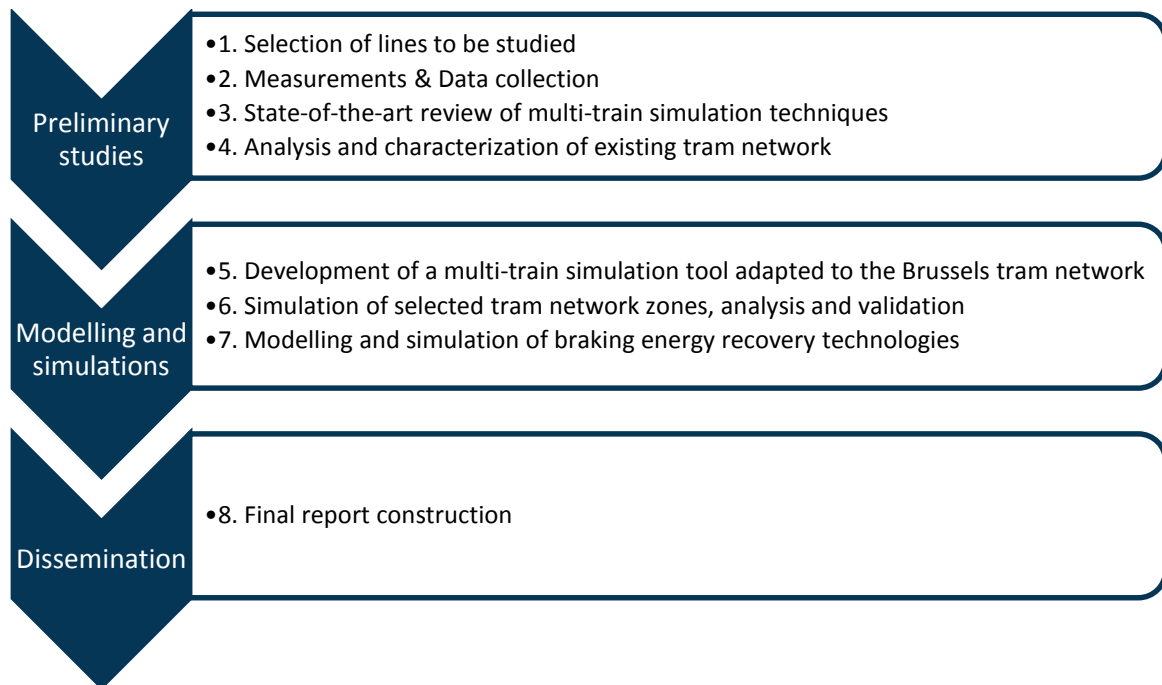 Preliminary
studies
•1. Selection of lines to be studied
•2. Measurements & Data collection
•3. State-of-the-art review of multi-train simulation techniques
•4. Analysis and characterization of existing tram network
Modelling and
simulations
•5. Development of a multi-train simulation tool adapted to the Brussels tram network
•6. Simulation of selected tram network zones, analysis and validation
•7. Modelling and simulation of braking energy recovery technologies
Dissemination
•8. Final report construction